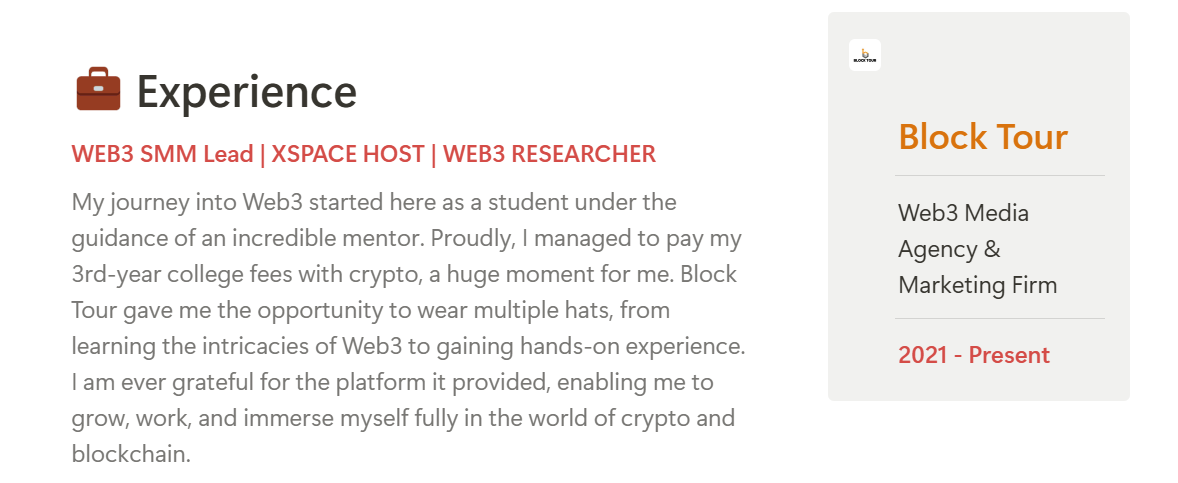 Experience
WEB3 SMM Lead | XSPACE HOST | WEB3 RESEARCHER
My journey into Web3 started here as a student under the
guidance of an incredible mentor. Proudly, I managed to pay my
3rd-year college fees with crypto, a huge moment for me. Block
Tour gave me the opportunity to wear multiple hats, from
learning the intricacies of Web3 to gaining hands-on experience.
I am ever grateful for the platform it provided, enabling me to
grow, work, and immerse myself fully in the world of crypto and
blockchain.
BLOCK TOUR
Block Tour
Web3 Media
Agency &
Marketing Firm
2021 - Present